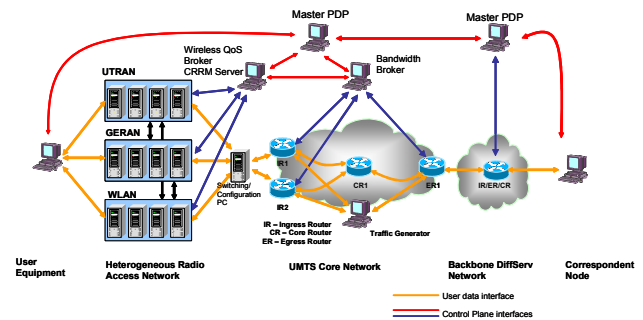 Master PDP
Master PDP
Wireless QoS
Broker
CRRM Server
Bandwidth
Broker
UTRAN
GERAN
WLAN
Switching/
Configuration
PC
IR1
IR2
CR1
ER1
IR/ER/CR
IR – Ingress Router
CR – Core Router
ER – Egress Router
Traffic Generator
User
Equipment
Heterogeneous Radio
Access Network
UMTS Core Network
Backbone DiffServ
Network
Correspondent
Node
User data interface
Control Plane interfaces